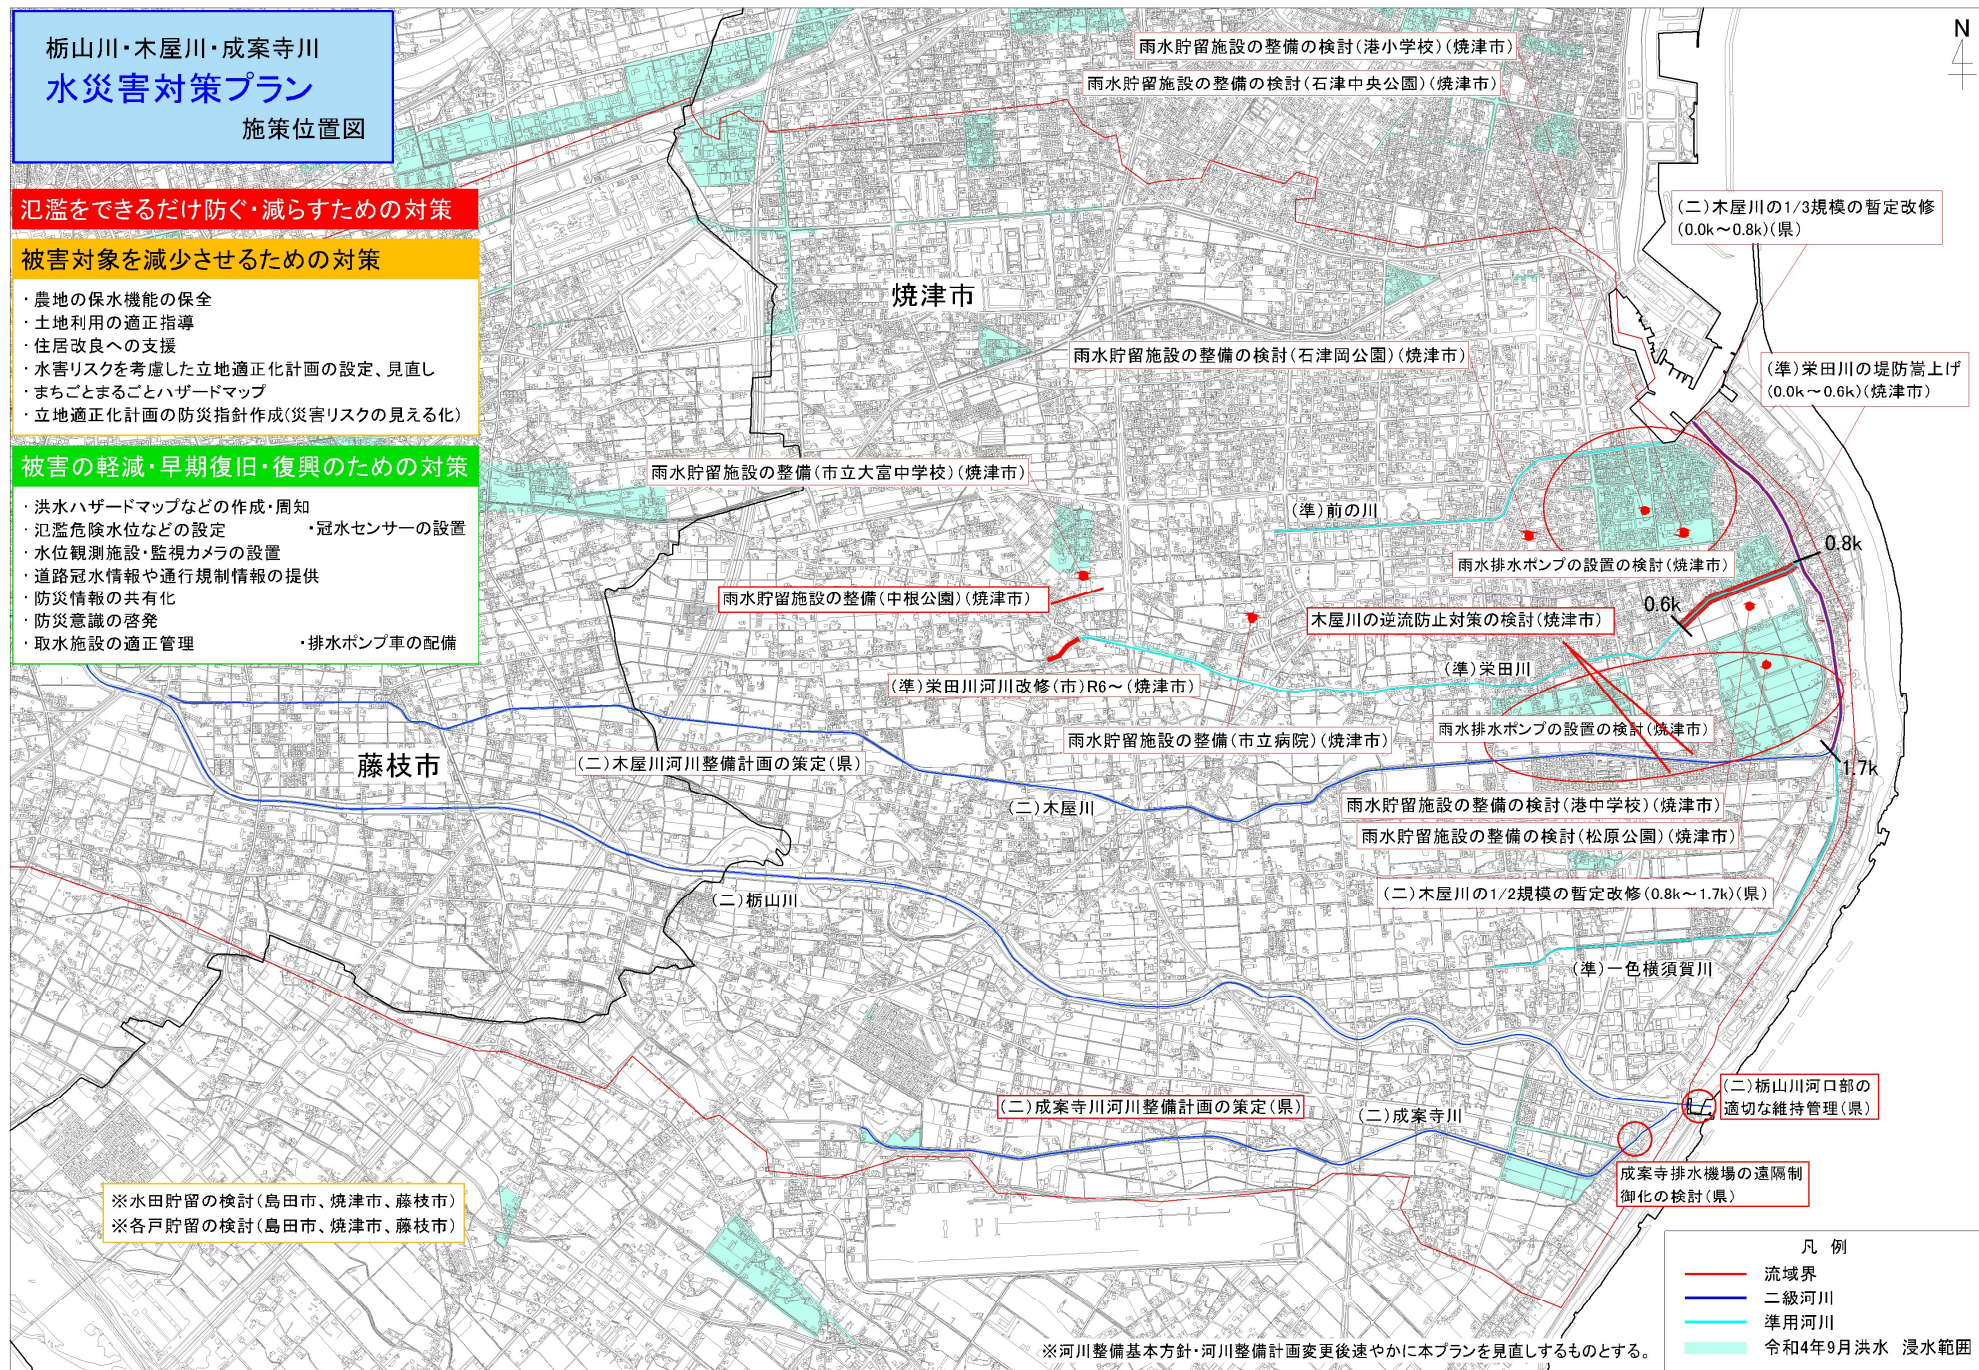 栃山川・木屋川・成案寺川
水災害対策プラン
施策位置図
氾濫をできるだけ防ぐ・減らすための対策
被害対象を減少させるための対策
・農地の保水機能の保全
・土地利用の適正指導
・住居改良への支援
・水害リスクを考慮した立地適正化計画の設定、見直し
・まちごとまるごとハザードマップ
・立地適正化計画の防災指針作成(災害リスクの見える化)
被害の軽減・早期復旧・復興のための対策
・洪水ハザードマップなどの作成・周知
・氾濫危険水位などの設定 ・冠水センサーの設置
・水位観測施設・監視カメラの設置
・道路冠水情報や通行規制情報の提供
・防災情報の共有化
・防災意識の啓発
・取水施設の適正管理 ・排水ポンプ車の配備
雨水貯留施設の整備の検討(港小学校)(焼津市)
雨水貯留施設の整備の検討(石津中央公園)(焼津市)
N
(二)木屋川の1/3規模の暫定改修
(0.0k~0.8k)(県)
焼津市
雨水貯留施設の整備の検討(石津岡公園)(焼津市)
(準)栄田川の堤防嵩上げ
(0.0k~0.6k)(焼津市)
雨水貯留施設の整備(市立大富中学校)(焼津市)
(準)前の川
0.8k
雨水排水ポンプの設置の検討(焼津市)
雨水貯留施設の整備(中根公園)(焼津市)
0.6k
木屋川の逆流防止対策の検討(焼津市)
(準)栄田川
(準)栄田川河川改修(市)R6~(焼津市)
雨水排水ポンプの設置の検討(焼津市)
雨水貯留施設の整備(市立病院)(焼津市)
藤枝市
(二)木屋川河川整備計画の策定(県)
1.7k
(二)木屋川
雨水貯留施設の整備の検討(港中学校)(焼津市)
雨水貯留施設の整備の検討(松原公園)(焼津市)
(二)栃山川
(二)木屋川の1/2規模の暫定改修(0.8k~1.7k)(県)
(準)一色横須賀川
(二)栃山川河口部の
適切な維持管理(県)
(二)成案寺川河川整備計画の策定(県)
(二)成案寺川
成案寺排水機場の遠隔制
御化の検討(県)
※水田貯留の検討(島田市、焼津市、藤枝市)
※各戸貯留の検討(島田市、焼津市、藤枝市)
凡 例
流域界
二級河川
準用河川
令和4年9月洪水 浸水範囲
※河川整備基本方針・河川整備計画変更後速やかに本プランを見直しするものとする。